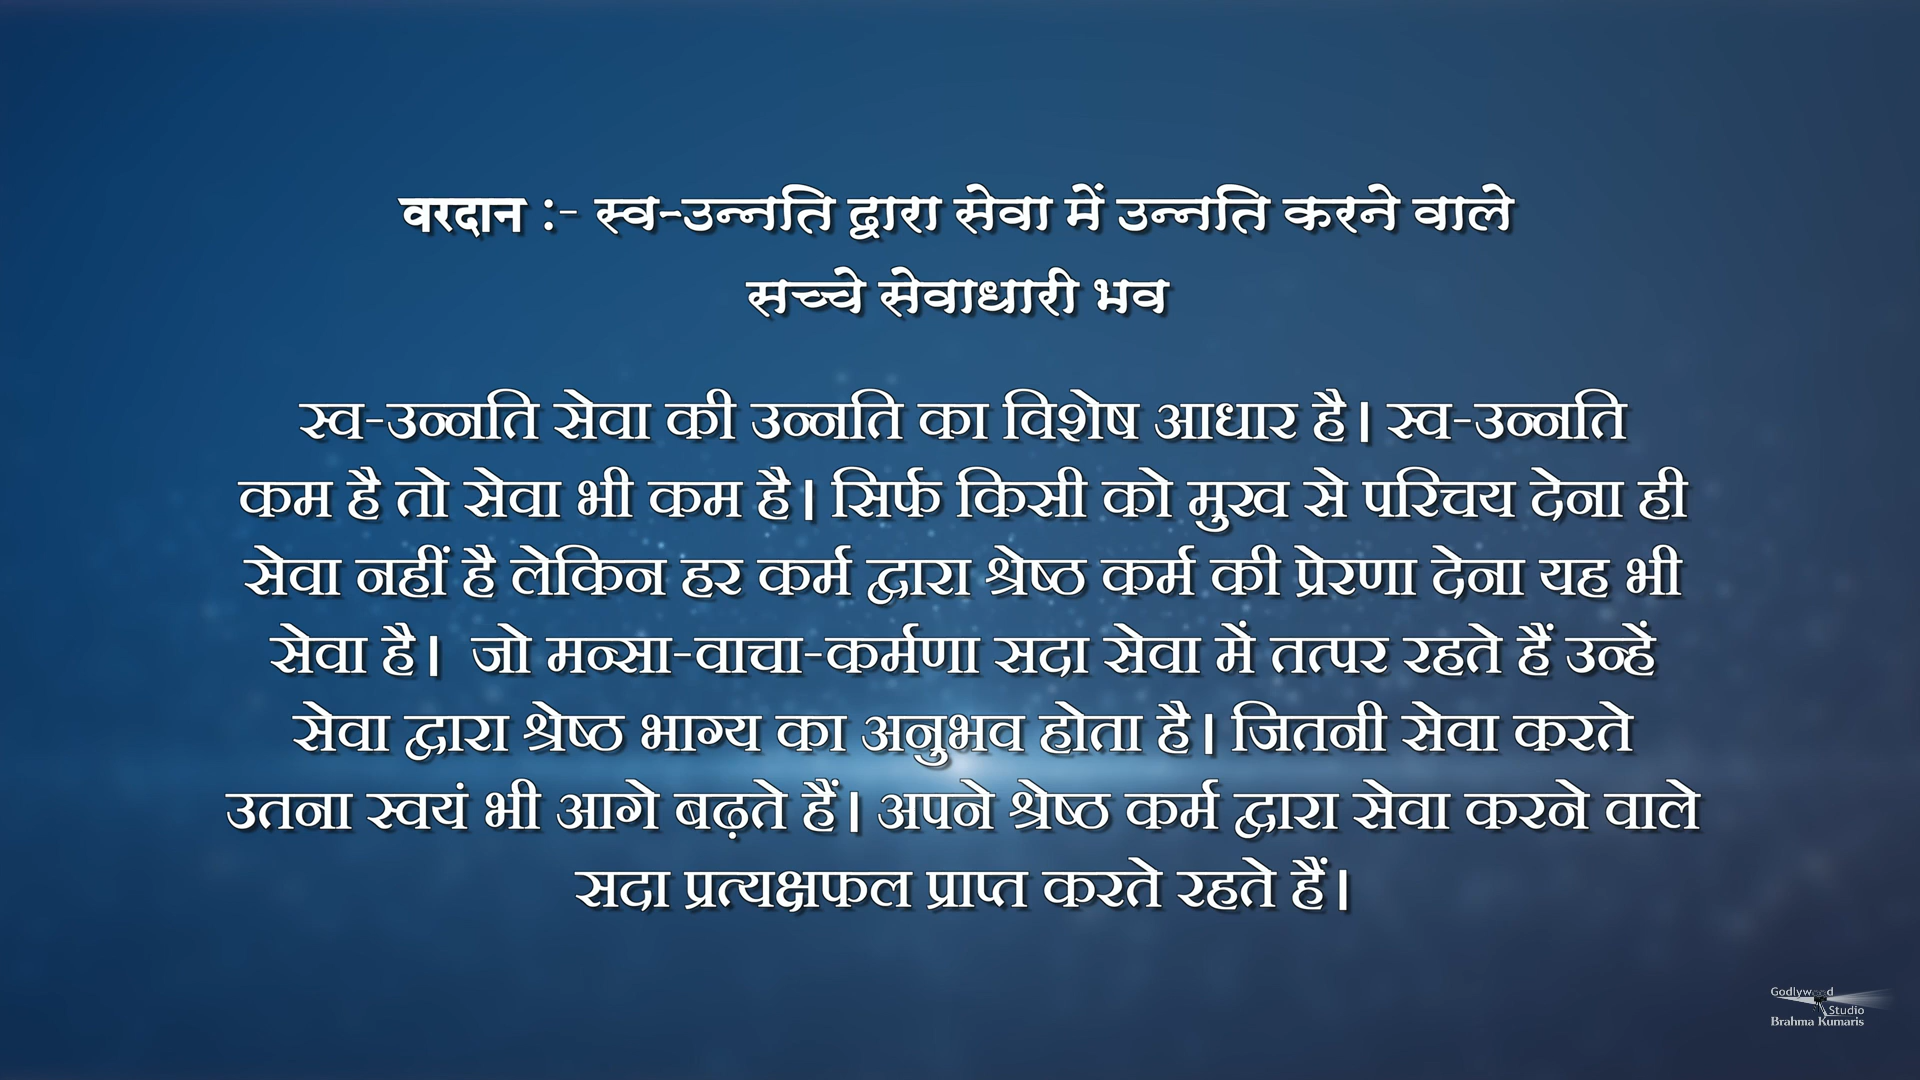 वरदान :- स्व-उन्नति द्वारा सेवा में उन्नति करने वाले
सच्चे सेवाधारी भव
स्व-उन्नति सेवा की उन्नति का विशेष आधार है। स्व-उन्नति
कम है तो सेवा भी कम है। सिर्फ किसी को मुख से परिचय देना ही
सेवा नहीं है लेकिन हर कर्म द्वारा श्रेष्ठ कर्म की प्रेरणा देना यह भी
सेवा है। जो मन्सा-वाचा-कर्मणा सदा सेवा में तत्पर रहते हैं उन्हें
सेवा द्वारा श्रेष्ठ भाग्य का अनुभव होता है। जितनी सेवा करते
उतना स्वयं भी आगे बढ़ते हैं। अपने श्रेष्ठ कर्म द्वारा सेवा करने वाले
सदा प्रत्यक्षफल प्राप्त करते रहते हैं।
Godlywood
Studio
Brahma Kumaris